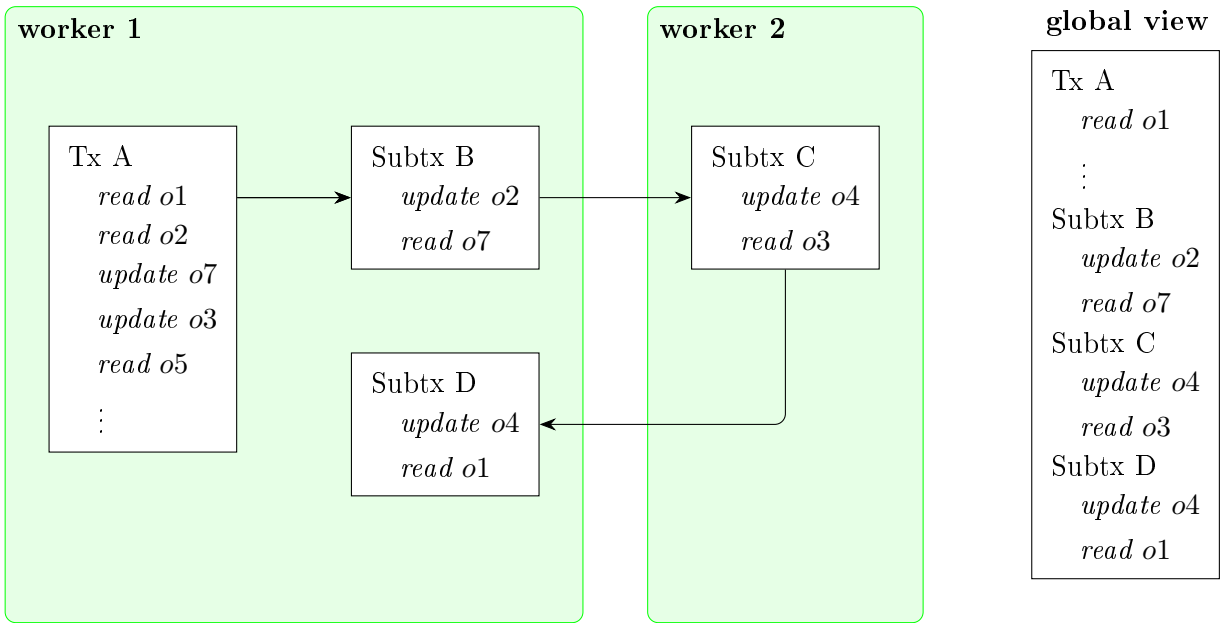 worker 1
Tx A
read o1
read o2
update o7
update o3
read o5
⋮
Subtx B
update o2
read o7
Subtx D
update o4
read o1
worker 2
Subtx C
update o4
read o3
global view
Tx A
read o1
⋮
Subtx B
update o2
read o7
Subtx C
update o4
read o3
Subtx D
update o4
read o1